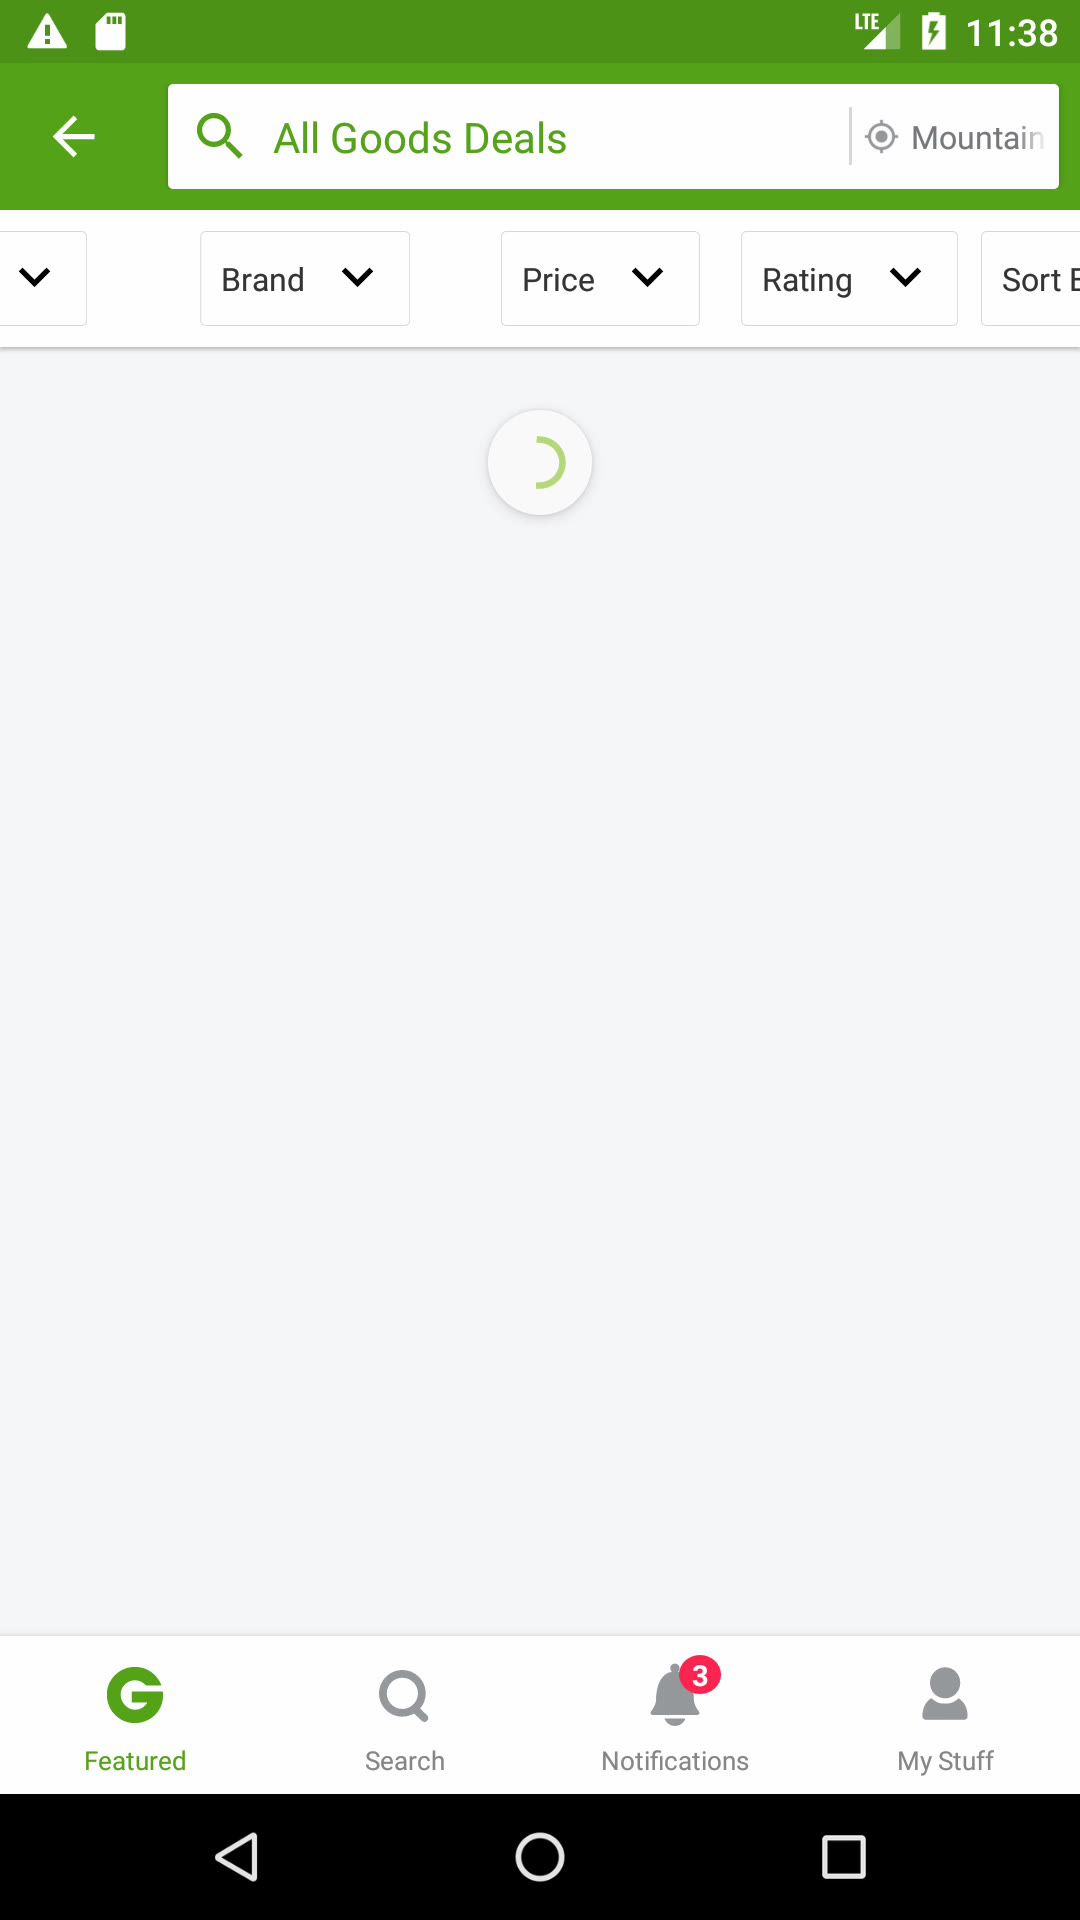 LTE 11:38
All Goods Deals Mountain
Brand Price Rating Sort
3
Featured Search Notifications My Stuff